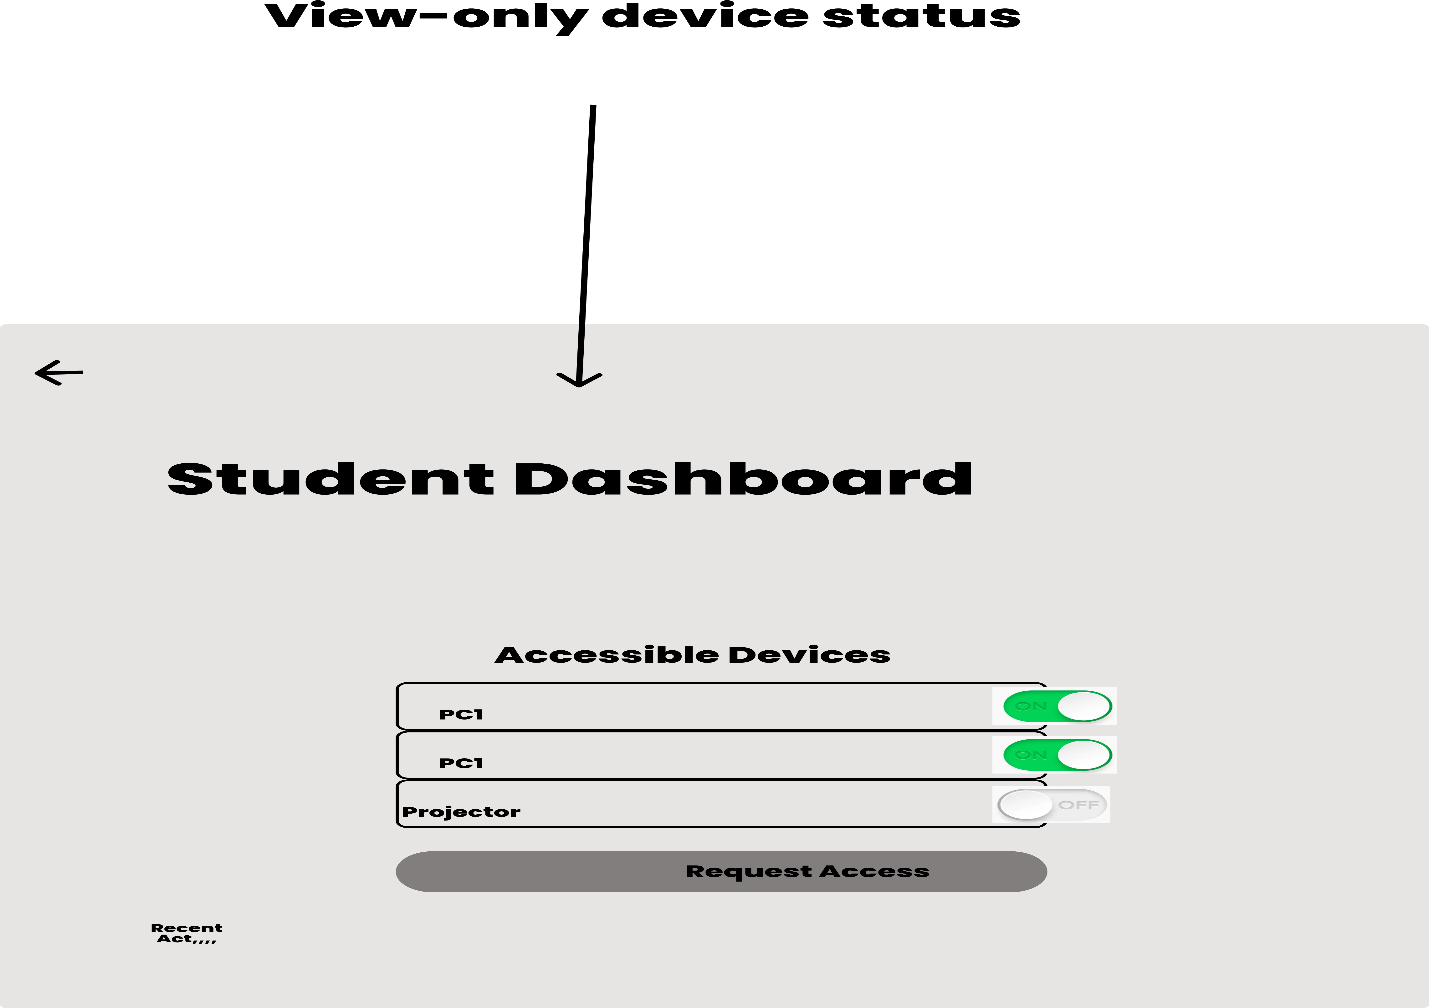 View-only device status
Student Dashboard
Accessible Devices
PC1
ON
PC1
ON
Projector
OFF
Request Access
Recent
Act,,,,